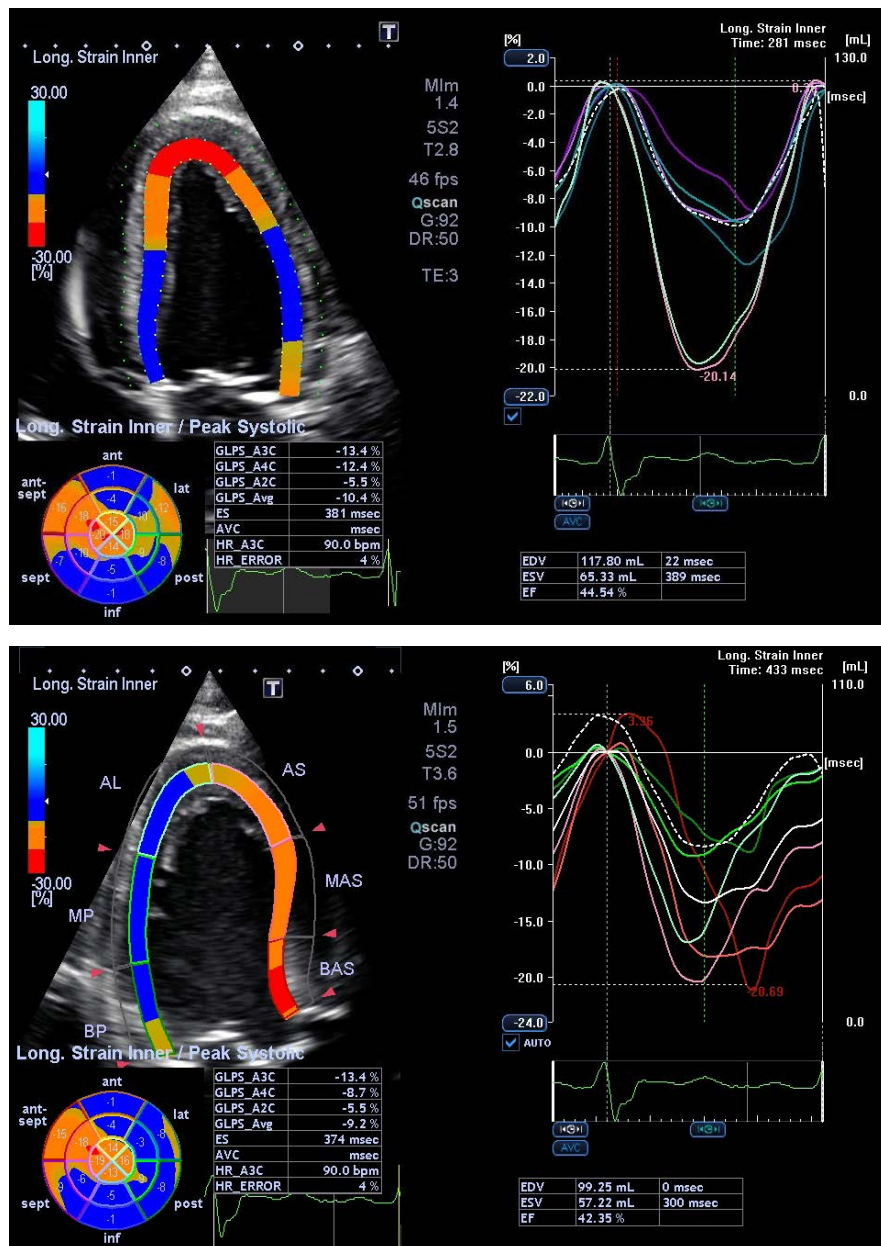 T
Long. Strain Inner
30.00
-30.00
[%]
MIm
1.4
5S2
T2.8
46 fps
Qscan
G:92
DR:50
TE:3
Long. Strain Inner
Time: 281 msec
[%]
[mL]
2.0
130.0
0.0
[msec]
-2.0
-4.0
-6.0
-8.0
-10.0
-12.0
-14.0
-16.0
-18.0
-20.0
-20.14
-22.0
0.0
AVC
Long. Strain Inner / Peak Systolic
ant
ant-sept
lat
sept
post
inf
-1
-4
-5
-1
GLPS_A3C -13.4 %
GLPS_A4C -12.4 %
GLPS_A2C -5.5 %
GLPS_Avg -10.4 %
ES 381 msec
AVC msec
HR_A3C 90.0 bpm
HR_ERROR 4 %
EDV 117.80 mL 22 msec
ESV 65.33 mL 389 msec
EF 44.54 %
Long. Strain Inner
T
30.00
-30.00
[%]
AL
AS
MP
MAS
BP
BAS
MIm
1.5
5S2
T3.6
51 fps
Qscan
G:92
DR:50
Long. Strain Inner
Time: 433 msec
[%]
[mL]
6.0
110.0
3.36
0.0
[msec]
-5.0
-10.0
-15.0
-20.0
-20.69
-24.0
0.0
AUTO
AVC
Long. Strain Inner / Peak Systolic
ant
ant-sept
lat
sept
post
inf
-1
-4
-5
-1
GLPS_A3C -13.4 %
GLPS_A4C -8.7 %
GLPS_A2C -5.5 %
GLPS_Avg -9.2 %
ES 374 msec
AVC msec
HR_A3C 90.0 bpm
HR_ERROR 4 %
EDV 99.25 mL 0 msec
ESV 57.22 mL 300 msec
EF 42.35 %